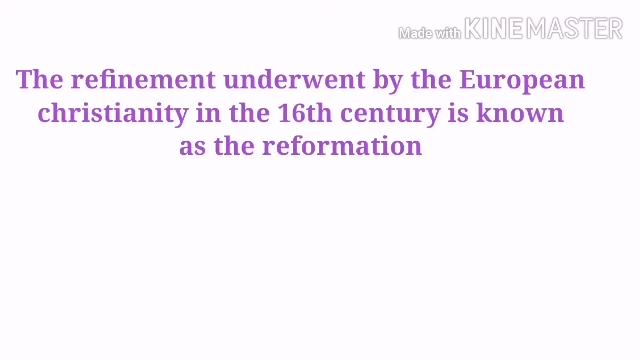 Made with KINEMASTER
The refinement underwent by the European
christianity in the 16th century is known
as the reformation